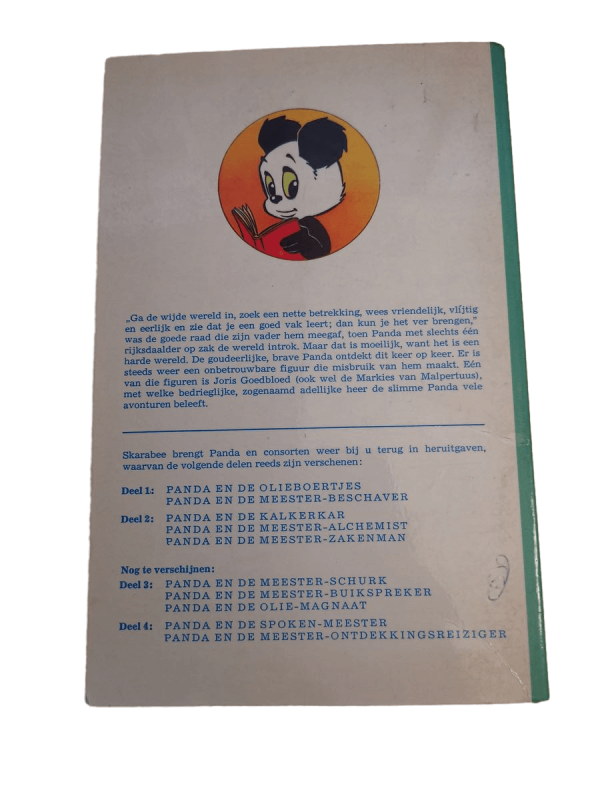 „Ga de wijde wereld in, zoek een nette betrekking, wees vriendelijk, vlijtig
en eerlijk en zie dat je een goed vak leert; dan kun je het ver brengen,”
was de goede raad die zijn vader hem meegaf, toen Panda met slechts één
rijksdaalder op zak de wereld introk. Maar dat is moeilijk, want het is een
harde wereld. De goudeerlijke, brave Panda ontdekt dit keer op keer. Er is
steeds weer een onbetrouwbare figuur die misbruik van hem maakt. Eén
van die figuren is Joris Goedbloed (ook wel de Markies van Malpertuus),
met welke bedrieglijke, zogenaamd adellijke heer de slimme Panda vele
avonturen beleeft.
Skarabee brengt Panda en consorten weer bij u terug in heruitgaven,
waarvan de volgende delen reeds zijn verschenen:
Deel 1: PANDA EN DE OLIEBOERTJES
PANDA EN DE MEESTER-BESCHAVER
Deel 2: PANDA EN DE KALKERKAR
PANDA EN DE MEESTER-ALCHEMIST
PANDA EN DE MEESTER-ZAKENMAN
Nog te verschijnen:
Deel 3: PANDA EN DE MEESTER-SCHURK
PANDA EN DE MEESTER-BUIKSPREKER
PANDA EN DE OLIE-MAGNAAT
Deel 4: PANDA EN DE SPOKEN-MEESTER
PANDA EN DE MEESTER-ONTDEKKINGSREIZIGER